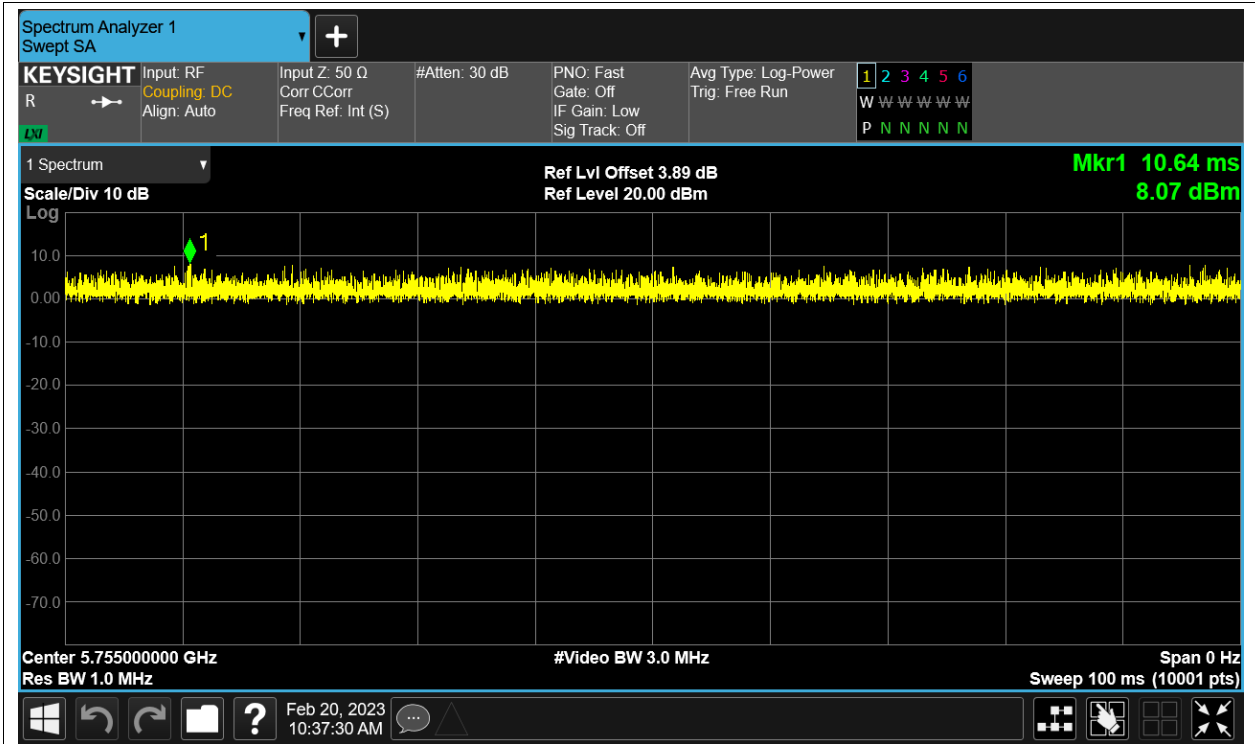 Spectrum Analyzer 1
Swept SA
KEYSIGHT
R
LXI
Input: RF
Coupling: DC
Align: Auto
Input Z: 50 Ω
Corr CCorr
Freq Ref: Int (S)
#Atten: 30 dB
PNO: Fast
Gate: Off
IF Gain: Low
Sig Track: Off
Avg Type: Log-Power
Trig: Free Run
1 2 3 4 5 6
W W W W W W
P N N N N N
1 Spectrum
Scale/Div 10 dB
Log
Ref Lvl Offset 3.89 dB
Ref Level 20.00 dBm
Mkr1 10.64 ms
8.07 dBm
1
10.0
0.00
-10.0
-20.0
-30.0
-40.0
-50.0
-60.0
-70.0
Center 5.755000000 GHz
#Video BW 3.0 MHz
Span 0 Hz
Res BW 1.0 MHz
Sweep 100 ms (10001 pts)
?
Feb 20, 2023
10:37:30 AM